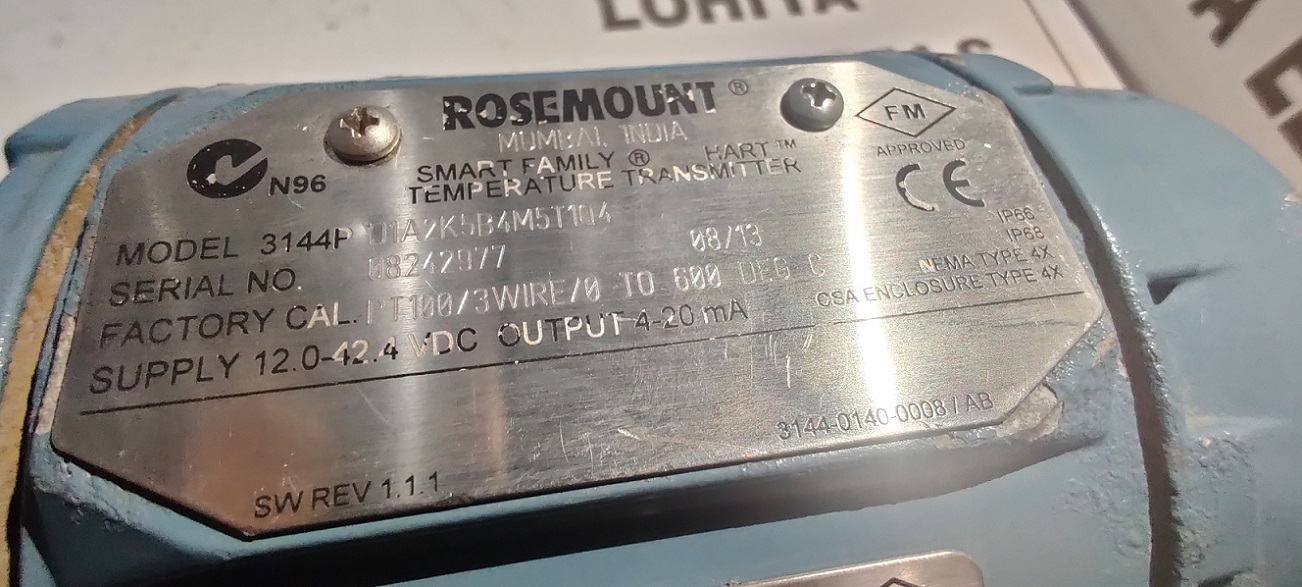 LOHIYA
ROSEMOUNT ®
MUMBAI, INDIA
SMART FAMILY ® HART™
TEMPERATURE TRANSMITTER
N96
FM
APPROVED
CE
MODEL 3144P D1A2K5B4M5T1Q4
SERIAL NO. 08242977 08/13
FACTORY CAL. PT100/3WIRE/0 TO 600 DEG C
SUPPLY 12.0-42.4 VDC OUTPUT 4-20 mA
IP66
IP68
NEMA TYPE 4X
CSA ENCLOSURE TYPE 4X
3144-0140-0008 / AB
SW REV 1.1.1